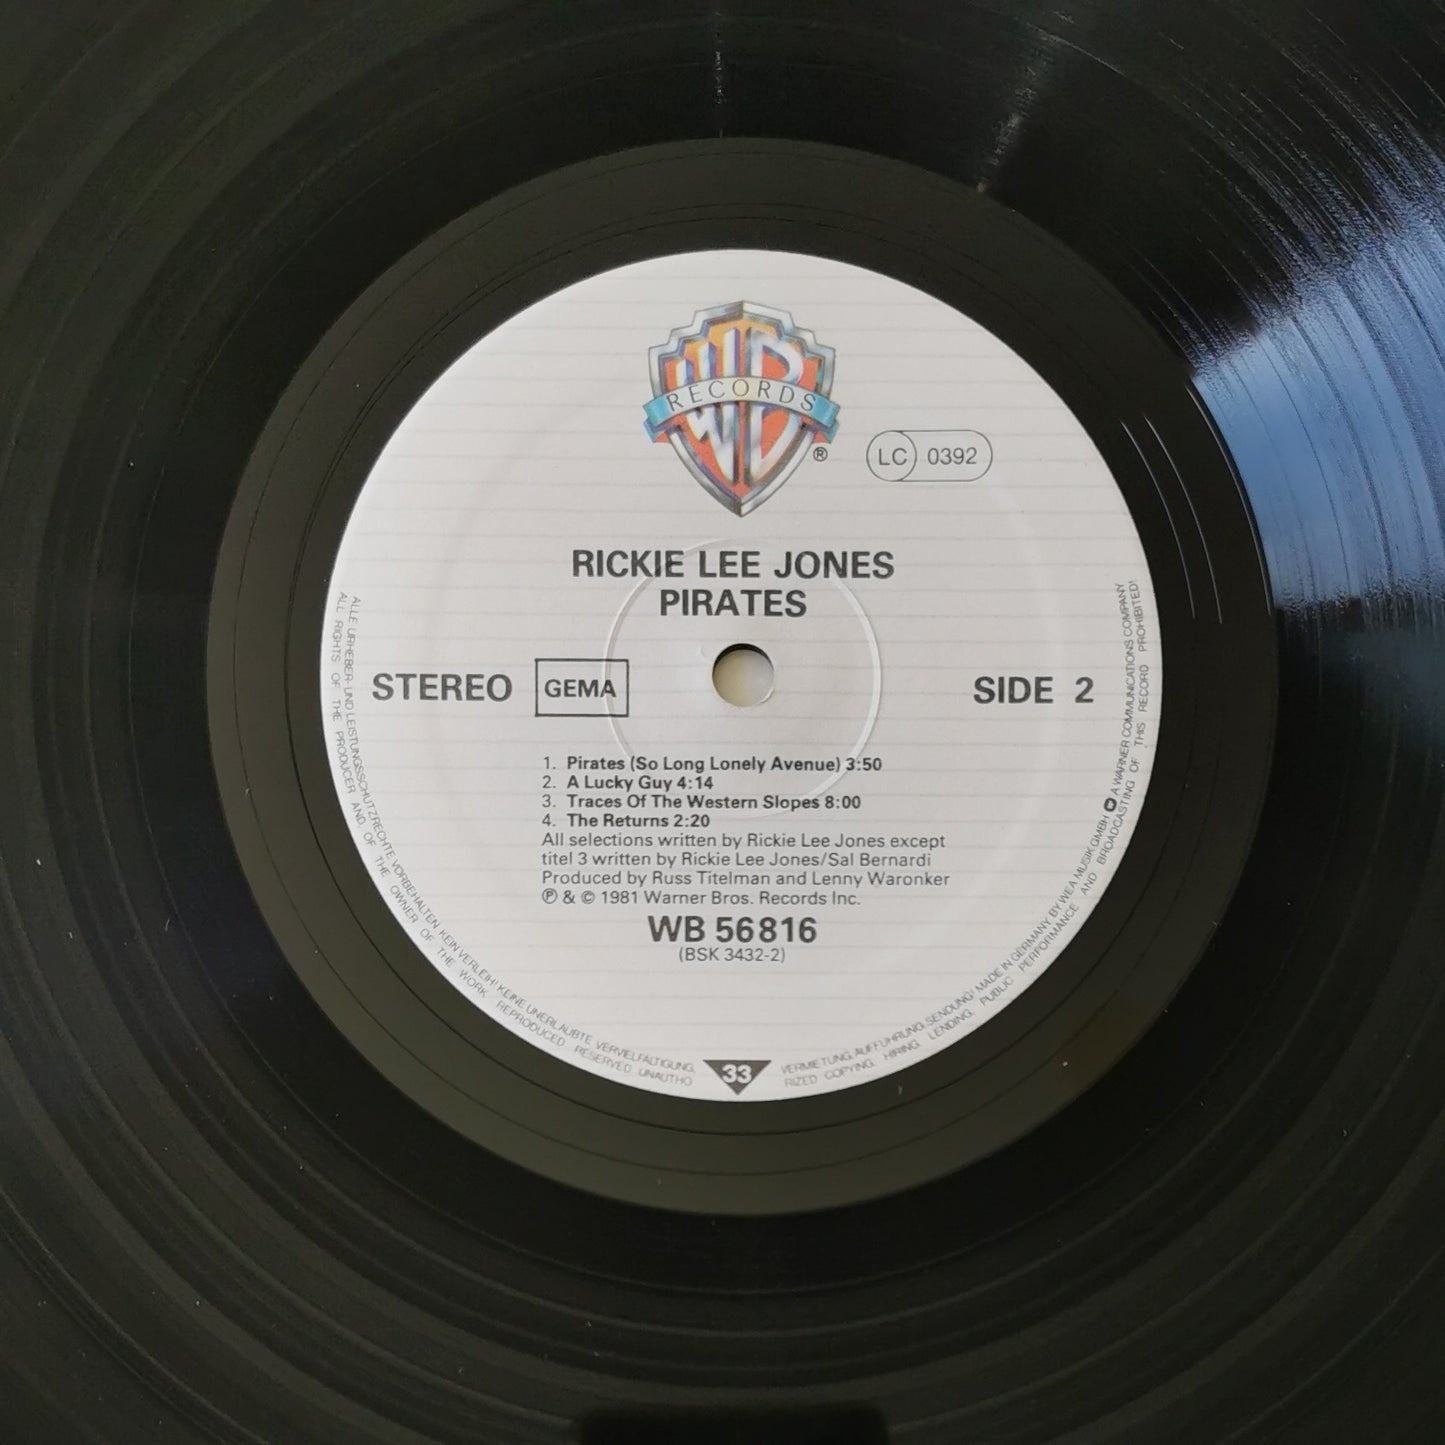 WB
RECORDS
®
LC 0392
RICKIE LEE JONES
PIRATES
STEREO GEMA SIDE 2
1. Pirates (So Long Lonely Avenue) 3:50
2. A Lucky Guy 4:14
3. Traces Of The Western Slopes 8:00
4. The Returns 2:20
All selections written by Rickie Lee Jones except
titel 3 written by Rickie Lee Jones/Sal Bernardi
Produced by Russ Titelman and Lenny Waronker
℗ & © 1981 Warner Bros. Records Inc.
WB 56816
(BSK 3432-2)
33
ALLE URHEBER- UND LEISTUNGSSCHUTZRECHTE VORBEHALTEN. KEIN VERLEIH! KEINE UNERLAUBTE VERVIELFÄLTIGUNG, VERMIETUNG, AUFFÜHRUNG, SENDUNG! MADE IN GERMANY BY WEA MUSIK GMBH A WARNER COMMUNICATIONS COMPANY
ALL RIGHTS OF THE PRODUCER AND, OF THE OWNER OF THE WORK REPRODUCED RESERVED UNAUTHORIZED COPYING, HIRING, LENDING, PUBLIC PERFORMANCE AND BROADCASTING OF THIS RECORD PROHIBITED!